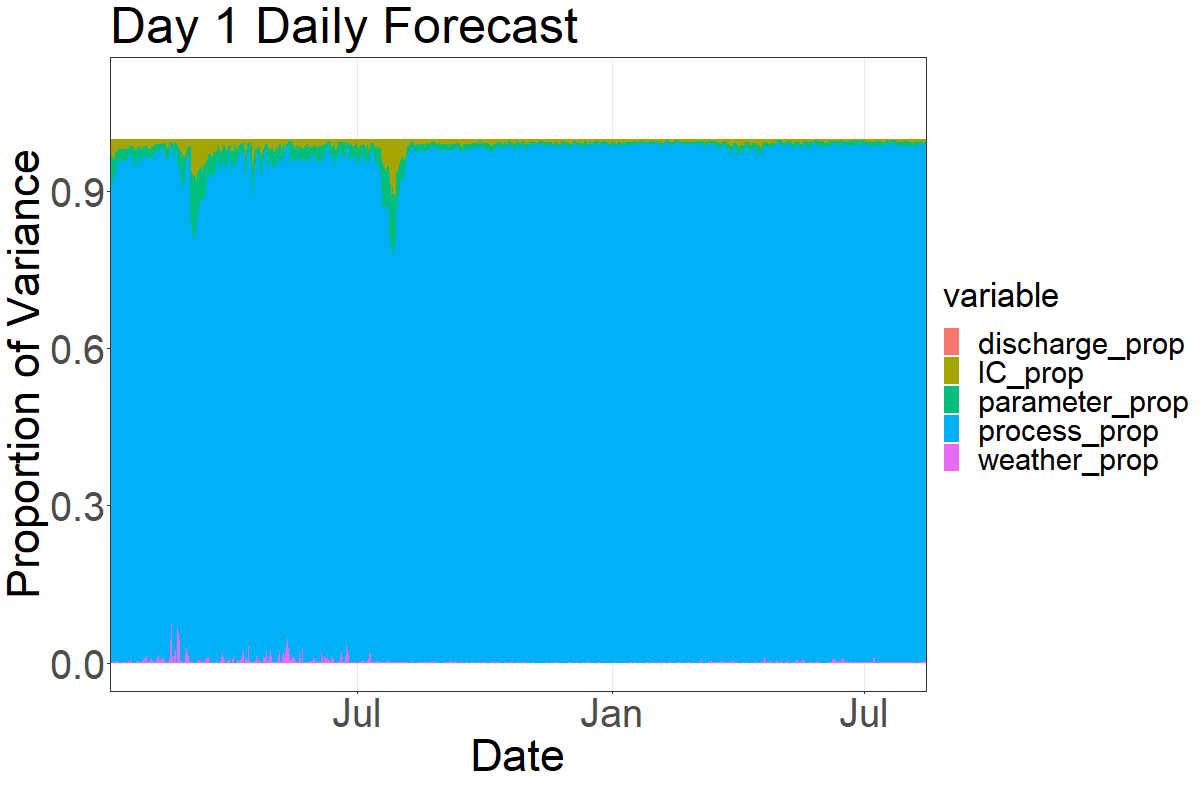 Day 1 Daily Forecast
Proportion of Variance
0.9
0.6
0.3
0.0
Jul
Jan
Jul
Date
variable
discharge_prop
IC_prop
parameter_prop
process_prop
weather_prop